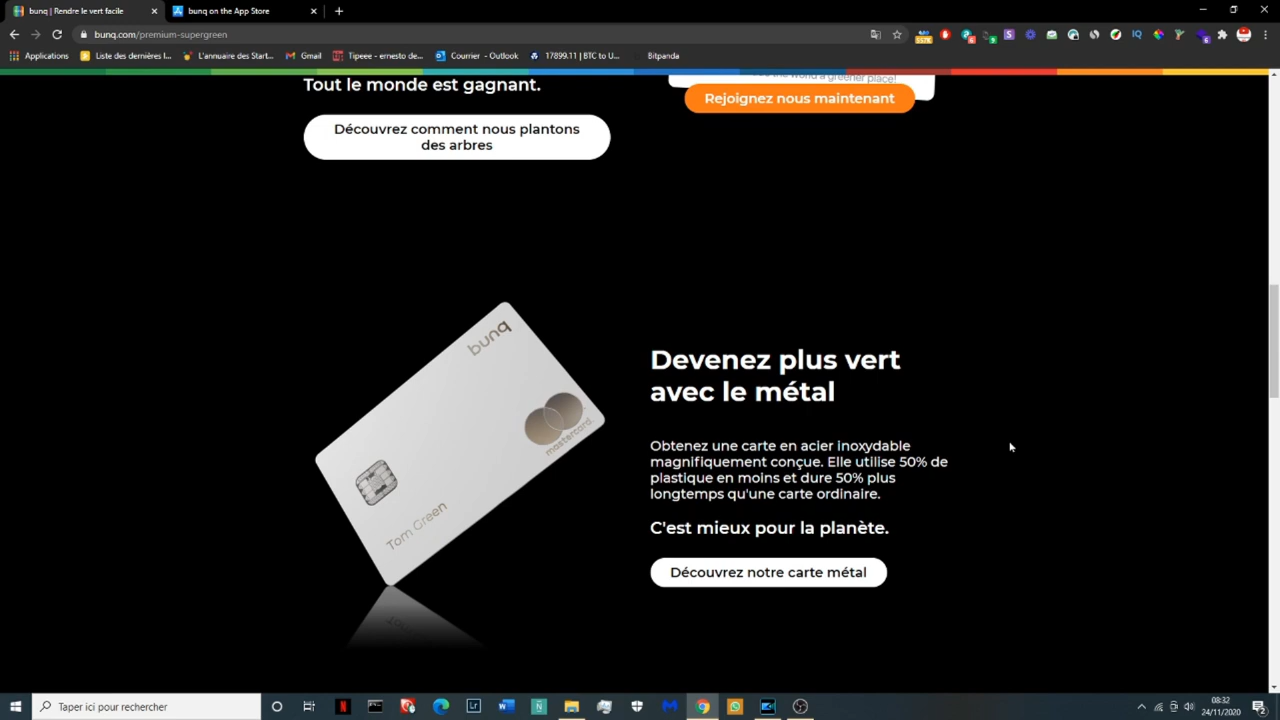 bunq | Rendre le vert facile
bunq on the App Store
bunq.com/premium-supergreen
Applications
Liste des dernières l...
L'annuaire des Start...
Gmail
Tipeee - ernesto de...
Courrier - Outlook
17899.11 | BTC to U...
Bitpanda
Tout le monde est gagnant.
the world a greener place!
Rejoignez nous maintenant
Découvrez comment nous plantons
des arbres
bunq
mastercard
Tom Green
Devenez plus vert
avec le métal
Obtenez une carte en acier inoxydable
magnifiquement conçue. Elle utilise 50% de
plastique en moins et dure 50% plus
longtemps qu'une carte ordinaire.
C'est mieux pour la planète.
Découvrez notre carte métal
Taper ici pour rechercher
08:32
24/11/2020